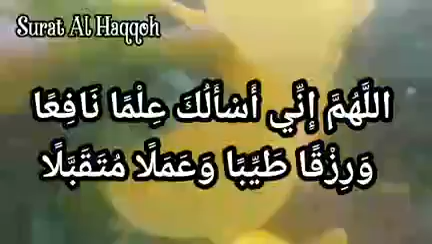 Surat Al Haqqoh
اللَّهُمَّ إِنِّي أَسْأَلُكَ عِلْمًا نَافِعًا
وَرِزْقًا طَيِّبًا وَعَمَلًا مُتَقَبَّلًا